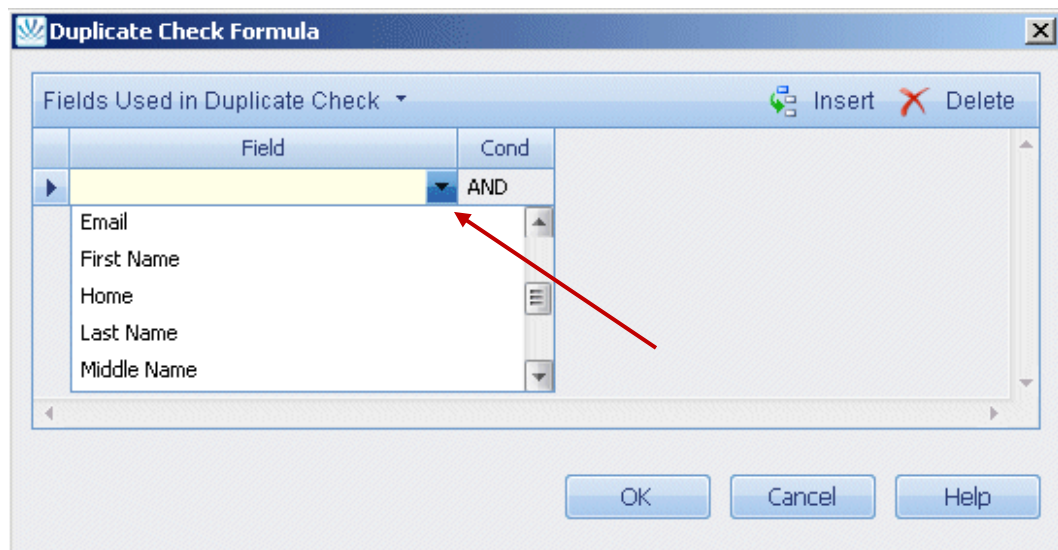 Duplicate Check Formula
Fields Used in Duplicate Check Insert Delete
Field Cond
AND
Email
First Name
Home
Last Name
Middle Name
OK Cancel Help